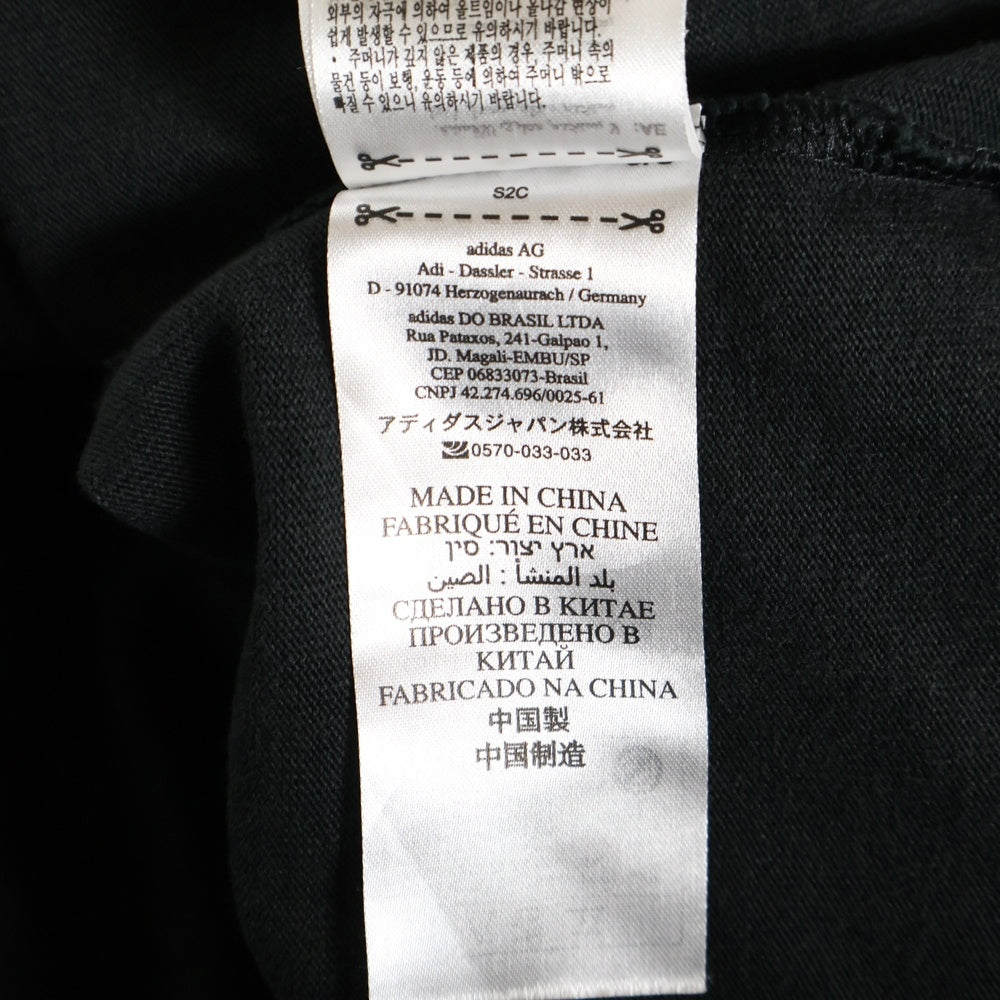 외부의 자극에 의하여 올트임이나 올나감 현상이
쉽게 발생할 수 있으므로 유의하시기 바랍니다.
• 주머니가 깊지 않은 제품의 경우, 주머니 속의
물건 등이 보행, 운동 등에 의하여 주머니 밖으로
빠질 수 있으니 유의하시기 바랍니다.
S2C
adidas AG
Adi - Dassler - Strasse 1
D - 91074 Herzogenaurach / Germany
adidas DO BRASIL LTDA
Rua Pataxos, 241-Galpao 1,
JD. Magali-EMBU/SP
CEP 06833073-Brasil
CNPJ 42.274.696/0025-61
アディダスジャパン株式会社
0570-033-033
MADE IN CHINA
FABRIQUÉ EN CHINE
ארץ יצור: סין
بلد المنشأ : الصين
СДЕЛАНО В КИТАЕ
ПРОИЗВЕДЕНО В
КИТАЙ
FABRICADO NA CHINA
中国製
中国制造